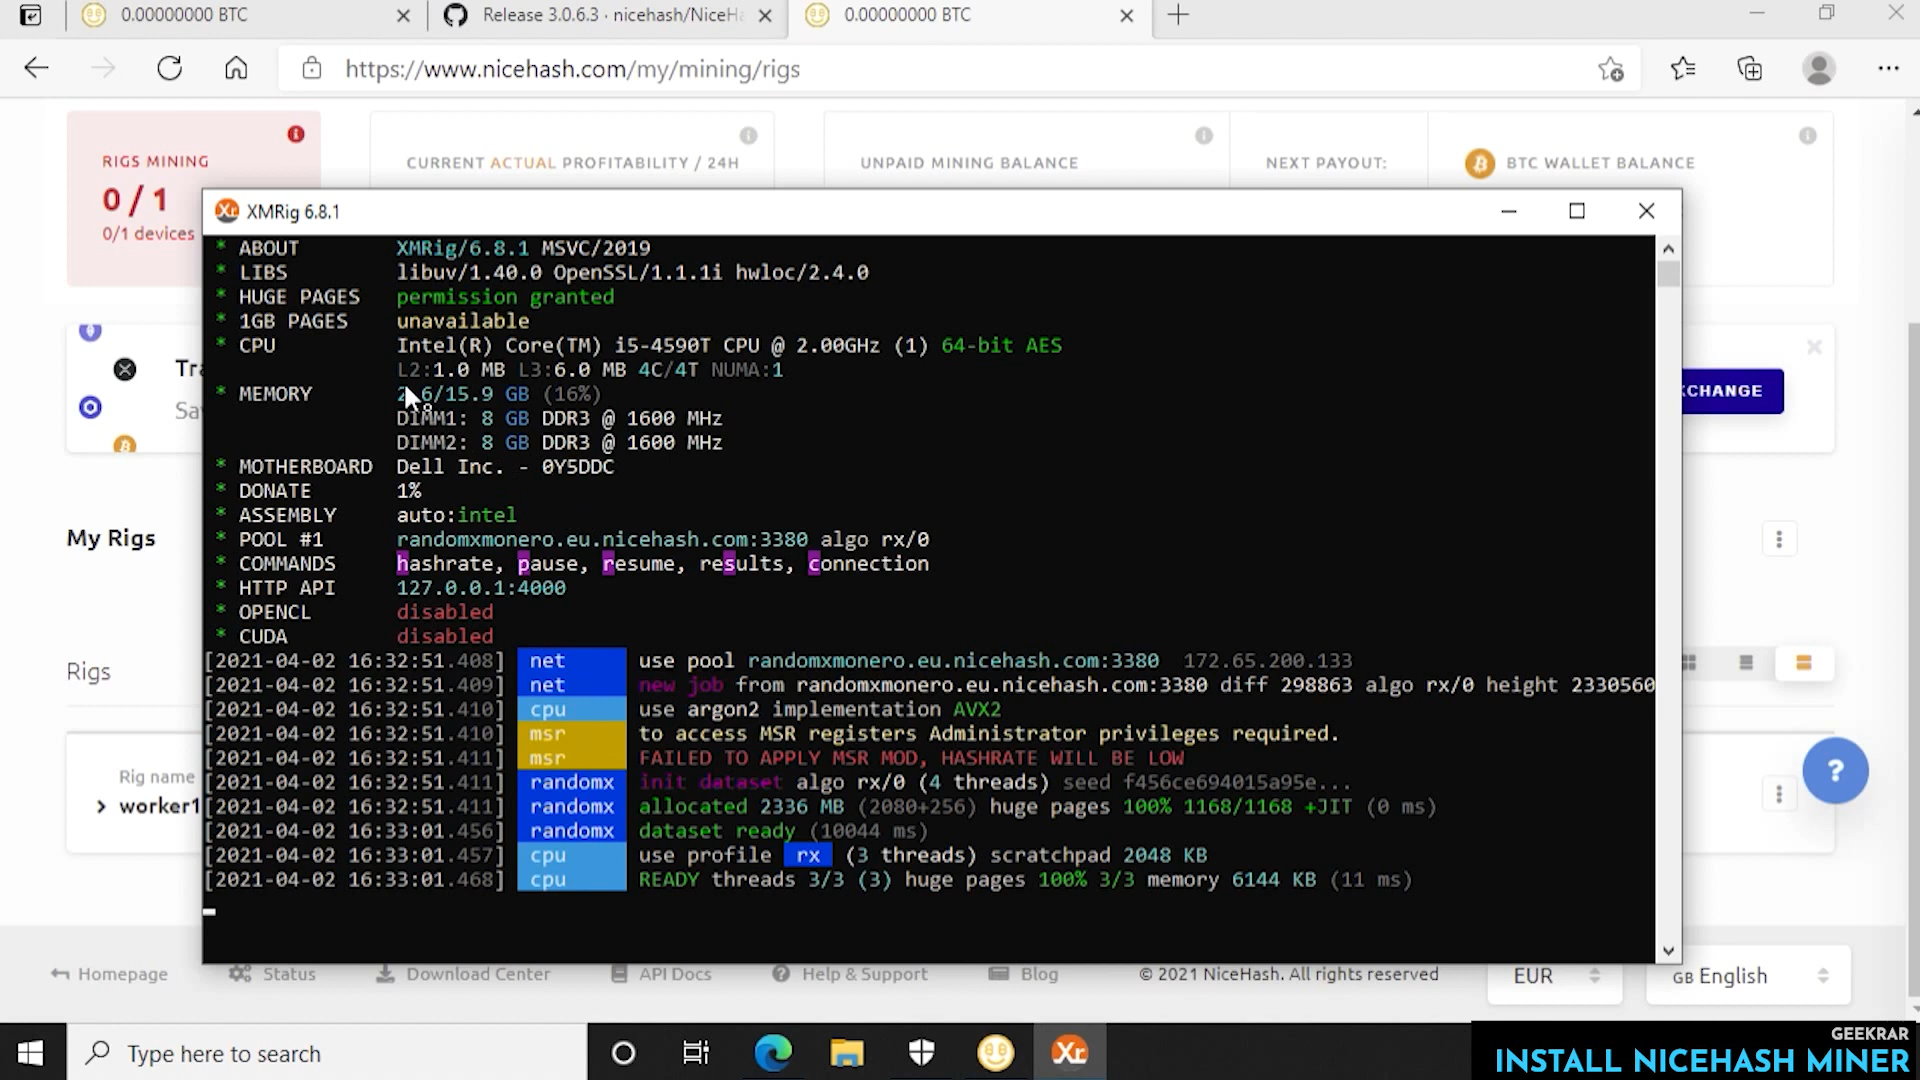 0.00000000 BTC
Release 3.0.6.3 · nicehash/NiceHa
0.00000000 BTC
https://www.nicehash.com/my/mining/rigs
RIGS MINING
0 / 1
0/1 devices
CURRENT ACTUAL PROFITABILITY / 24H
UNPAID MINING BALANCE
NEXT PAYOUT:
BTC WALLET BALANCE
XMRig 6.8.1
* ABOUT XMRig/6.8.1 MSVC/2019
* LIBS libuv/1.40.0 OpenSSL/1.1.1i hwloc/2.4.0
* HUGE PAGES permission granted
* 1GB PAGES unavailable
* CPU Intel(R) Core(TM) i5-4590T CPU @ 2.00GHz (1) 64-bit AES
L2:1.0 MB L3:6.0 MB 4C/4T NUMA:1
* MEMORY 2.6/15.9 GB (16%)
DIMM1: 8 GB DDR3 @ 1600 MHz
DIMM2: 8 GB DDR3 @ 1600 MHz
* MOTHERBOARD Dell Inc. - 0Y5DDC
* DONATE 1%
* ASSEMBLY auto:intel
* POOL #1 randomxmonero.eu.nicehash.com:3380 algo rx/0
* COMMANDS hashrate, pause, resume, results, connection
* HTTP API 127.0.0.1:4000
* OPENCL disabled
* CUDA disabled
[2021-04-02 16:32:51.408] net use pool randomxmonero.eu.nicehash.com:3380 172.65.200.133
[2021-04-02 16:32:51.409] net new job from randomxmonero.eu.nicehash.com:3380 diff 298863 algo rx/0 height 2330560
[2021-04-02 16:32:51.410] cpu use argon2 implementation AVX2
[2021-04-02 16:32:51.410] msr to access MSR registers Administrator privileges required.
[2021-04-02 16:32:51.411] msr FAILED TO APPLY MSR MOD, HASHRATE WILL BE LOW
[2021-04-02 16:32:51.411] randomx init dataset algo rx/0 (4 threads) seed f456ce694015a95e...
[2021-04-02 16:32:51.411] randomx allocated 2336 MB (2080+256) huge pages 100% 1168/1168 +JIT (0 ms)
[2021-04-02 16:33:01.456] randomx dataset ready (10044 ms)
[2021-04-02 16:33:01.457] cpu use profile rx (3 threads) scratchpad 2048 KB
[2021-04-02 16:33:01.468] cpu READY threads 3/3 (3) huge pages 100% 3/3 memory 6144 KB (11 ms)
Tra
Sa
XCHANGE
My Rigs
Rigs
Rig name
worker1
?
Homepage
Status
Download Center
API Docs
Help & Support
Blog
© 2021 NiceHash. All rights reserved
EUR
GB English
Type here to search
Xr
GEEKRAR
INSTALL NICEHASH MINER